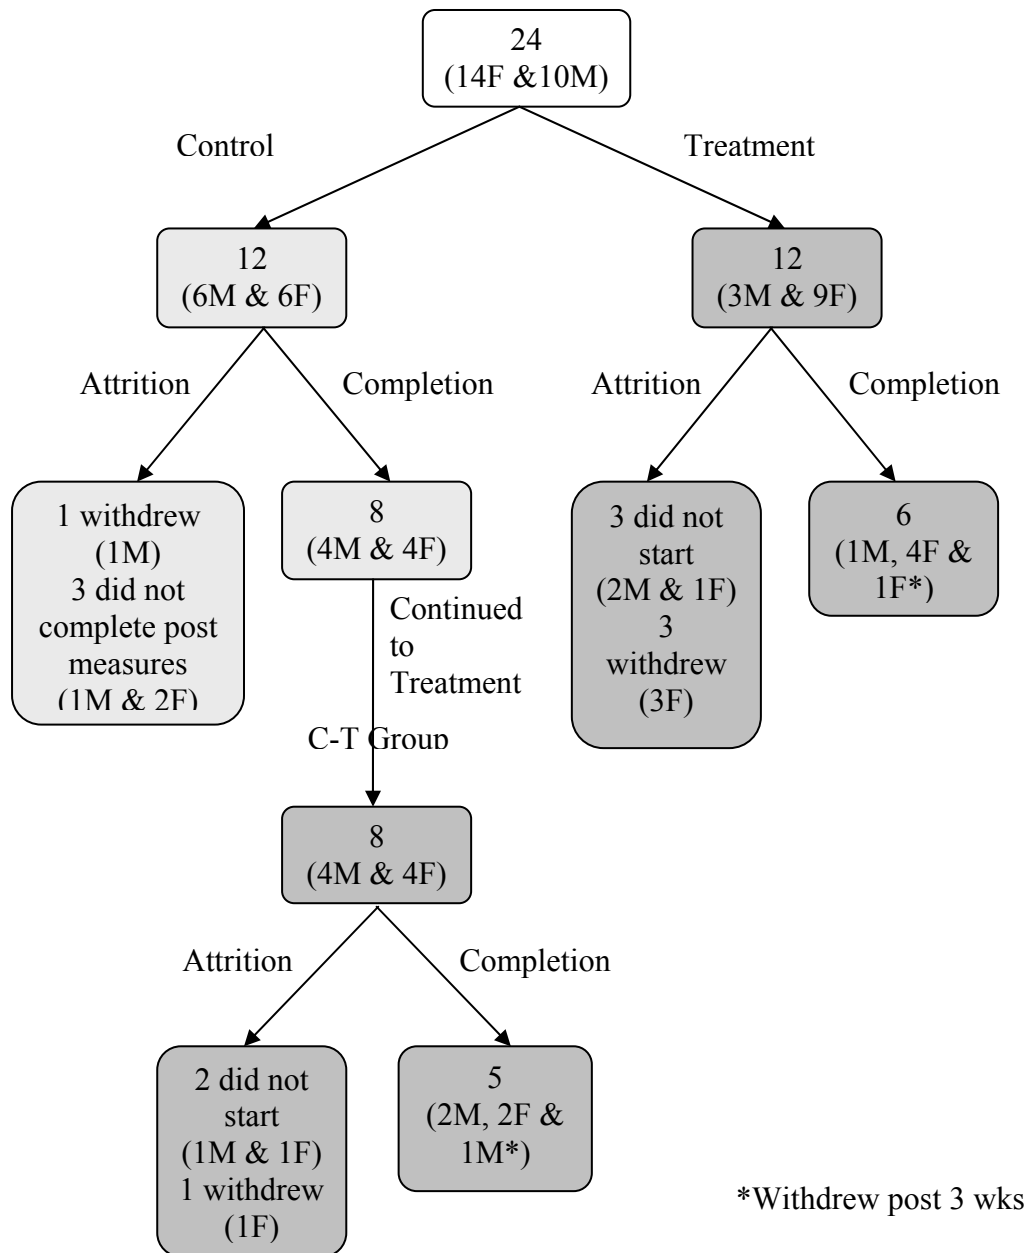 24
(14F &10M)
Control
Treatment
12
(6M & 6F)
12
(3M & 9F)
Attrition
Completion
Attrition
Completion
1 withdrew
(1M)
3 did not
complete post
measures
(1M & 2F)
8
(4M & 4F)
3 did not
start
(2M & 1F)
3
withdrew
(3F)
6
(1M, 4F &
1F*)
Continued
to
Treatment
C-T Group
8
(4M & 4F)
Attrition
Completion
2 did not
start
(1M & 1F)
1 withdrew
(1F)
5
(2M, 2F &
1M*)
*Withdrew post 3 wks